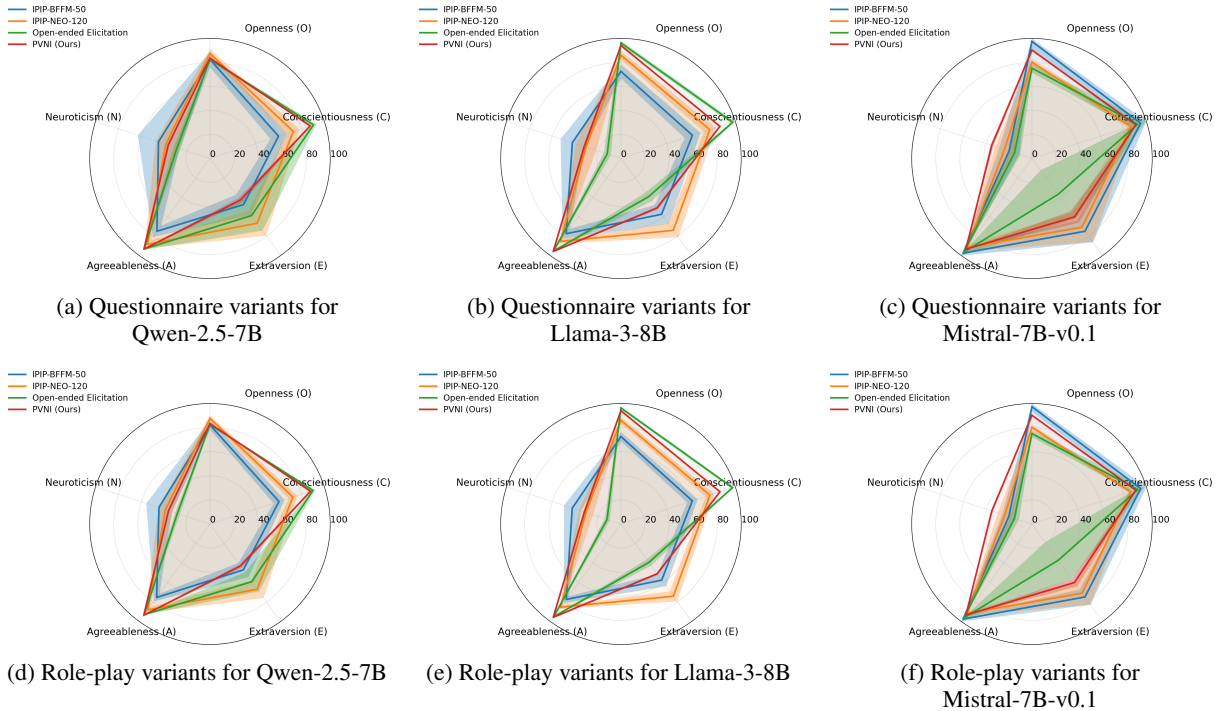 IPIP-BFFM-50
IPIP-NEO-120
Open-ended Elicitation
PVNI (Ours)
Openness (O)
Conscientiousness (C)
Neuroticism (N)
Agreeableness (A)
Extraversion (E)
0 20 40 60 80 100
(a) Questionnaire variants for
Qwen-2.5-7B
IPIP-BFFM-50
IPIP-NEO-120
Open-ended Elicitation
PVNI (Ours)
Openness (O)
Conscientiousness (C)
Neuroticism (N)
Agreeableness (A)
Extraversion (E)
0 20 40 60 80 100
(b) Questionnaire variants for
Llama-3-8B
IPIP-BFFM-50
IPIP-NEO-120
Open-ended Elicitation
PVNI (Ours)
Openness (O)
Conscientiousness (C)
Neuroticism (N)
Agreeableness (A)
Extraversion (E)
0 20 40 60 80 100
(c) Questionnaire variants for
Mistral-7B-v0.1
IPIP-BFFM-50
IPIP-NEO-120
Open-ended Elicitation
PVNI (Ours)
Openness (O)
Conscientiousness (C)
Neuroticism (N)
Agreeableness (A)
Extraversion (E)
0 20 40 60 80 100
(d) Role-play variants for Qwen-2.5-7B
IPIP-BFFM-50
IPIP-NEO-120
Open-ended Elicitation
PVNI (Ours)
Openness (O)
Conscientiousness (C)
Neuroticism (N)
Agreeableness (A)
Extraversion (E)
0 20 40 60 80 100
(e) Role-play variants for Llama-3-8B
IPIP-BFFM-50
IPIP-NEO-120
Open-ended Elicitation
PVNI (Ours)
Openness (O)
Conscientiousness (C)
Neuroticism (N)
Agreeableness (A)
Extraversion (E)
0 20 40 60 80 100
(f) Role-play variants for
Mistral-7B-v0.1